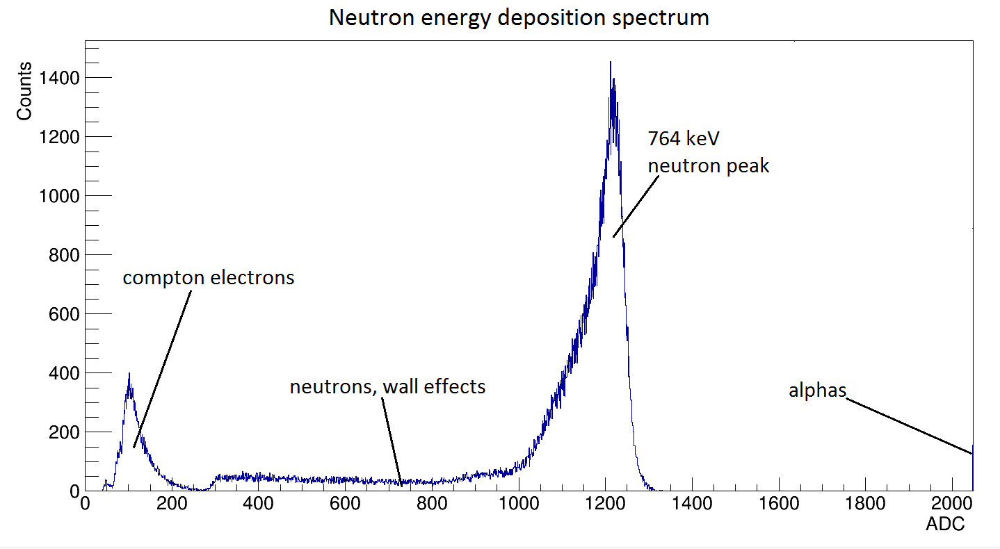 Neutron energy deposition spectrum
Counts
1400
1200
1000
800
600
400
200
0
764 keV
neutron peak
compton electrons
neutrons, wall effects
alphas
0 200 400 600 800 1000 1200 1400 1600 1800 2000
ADC